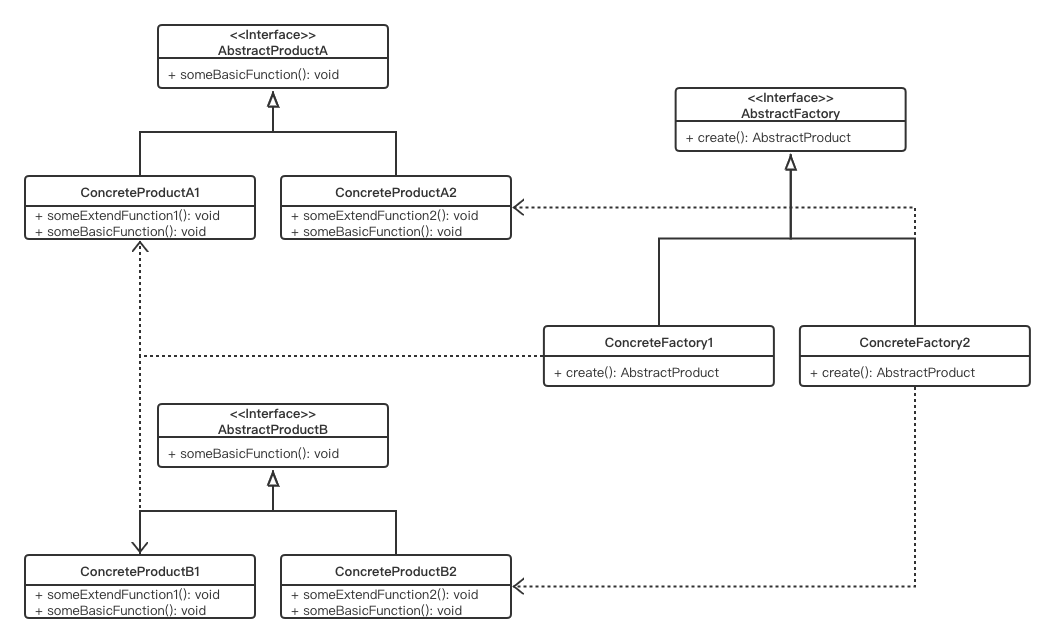 <<Interface>>
AbstractProductA
+ someBasicFunction(): void
<<Interface>>
AbstractFactory
+ create(): AbstractProduct
ConcreteProductA1
+ someExtendFunction1(): void
+ someBasicFunction(): void
ConcreteProductA2
+ someExtendFunction2(): void
+ someBasicFunction(): void
ConcreteFactory1
+ create(): AbstractProduct
ConcreteFactory2
+ create(): AbstractProduct
<<Interface>>
AbstractProductB
+ someBasicFunction(): void
ConcreteProductB1
+ someExtendFunction1(): void
+ someBasicFunction(): void
ConcreteProductB2
+ someExtendFunction2(): void
+ someBasicFunction(): void